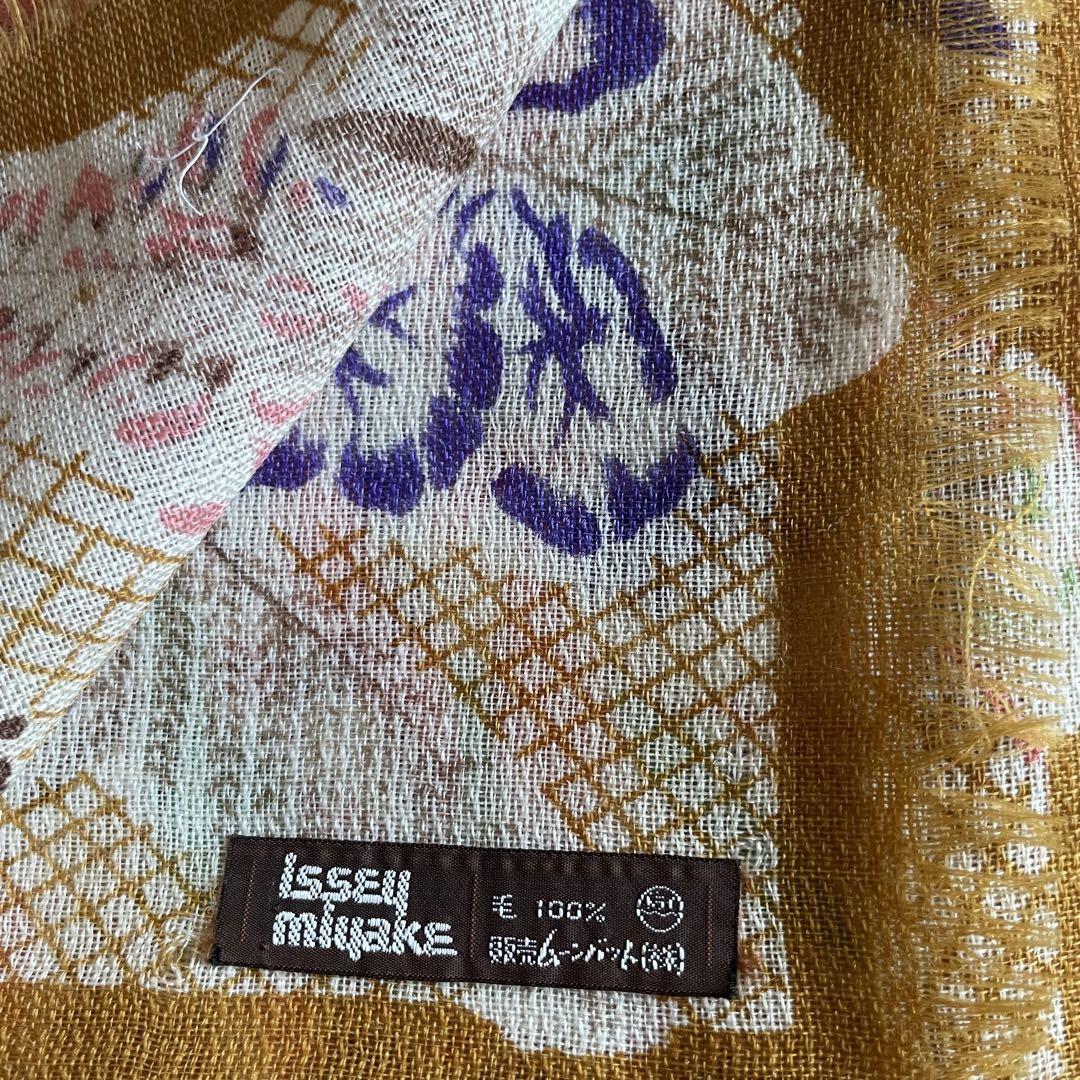 issey
miyake
毛 100%
販売ムーンバット(株)